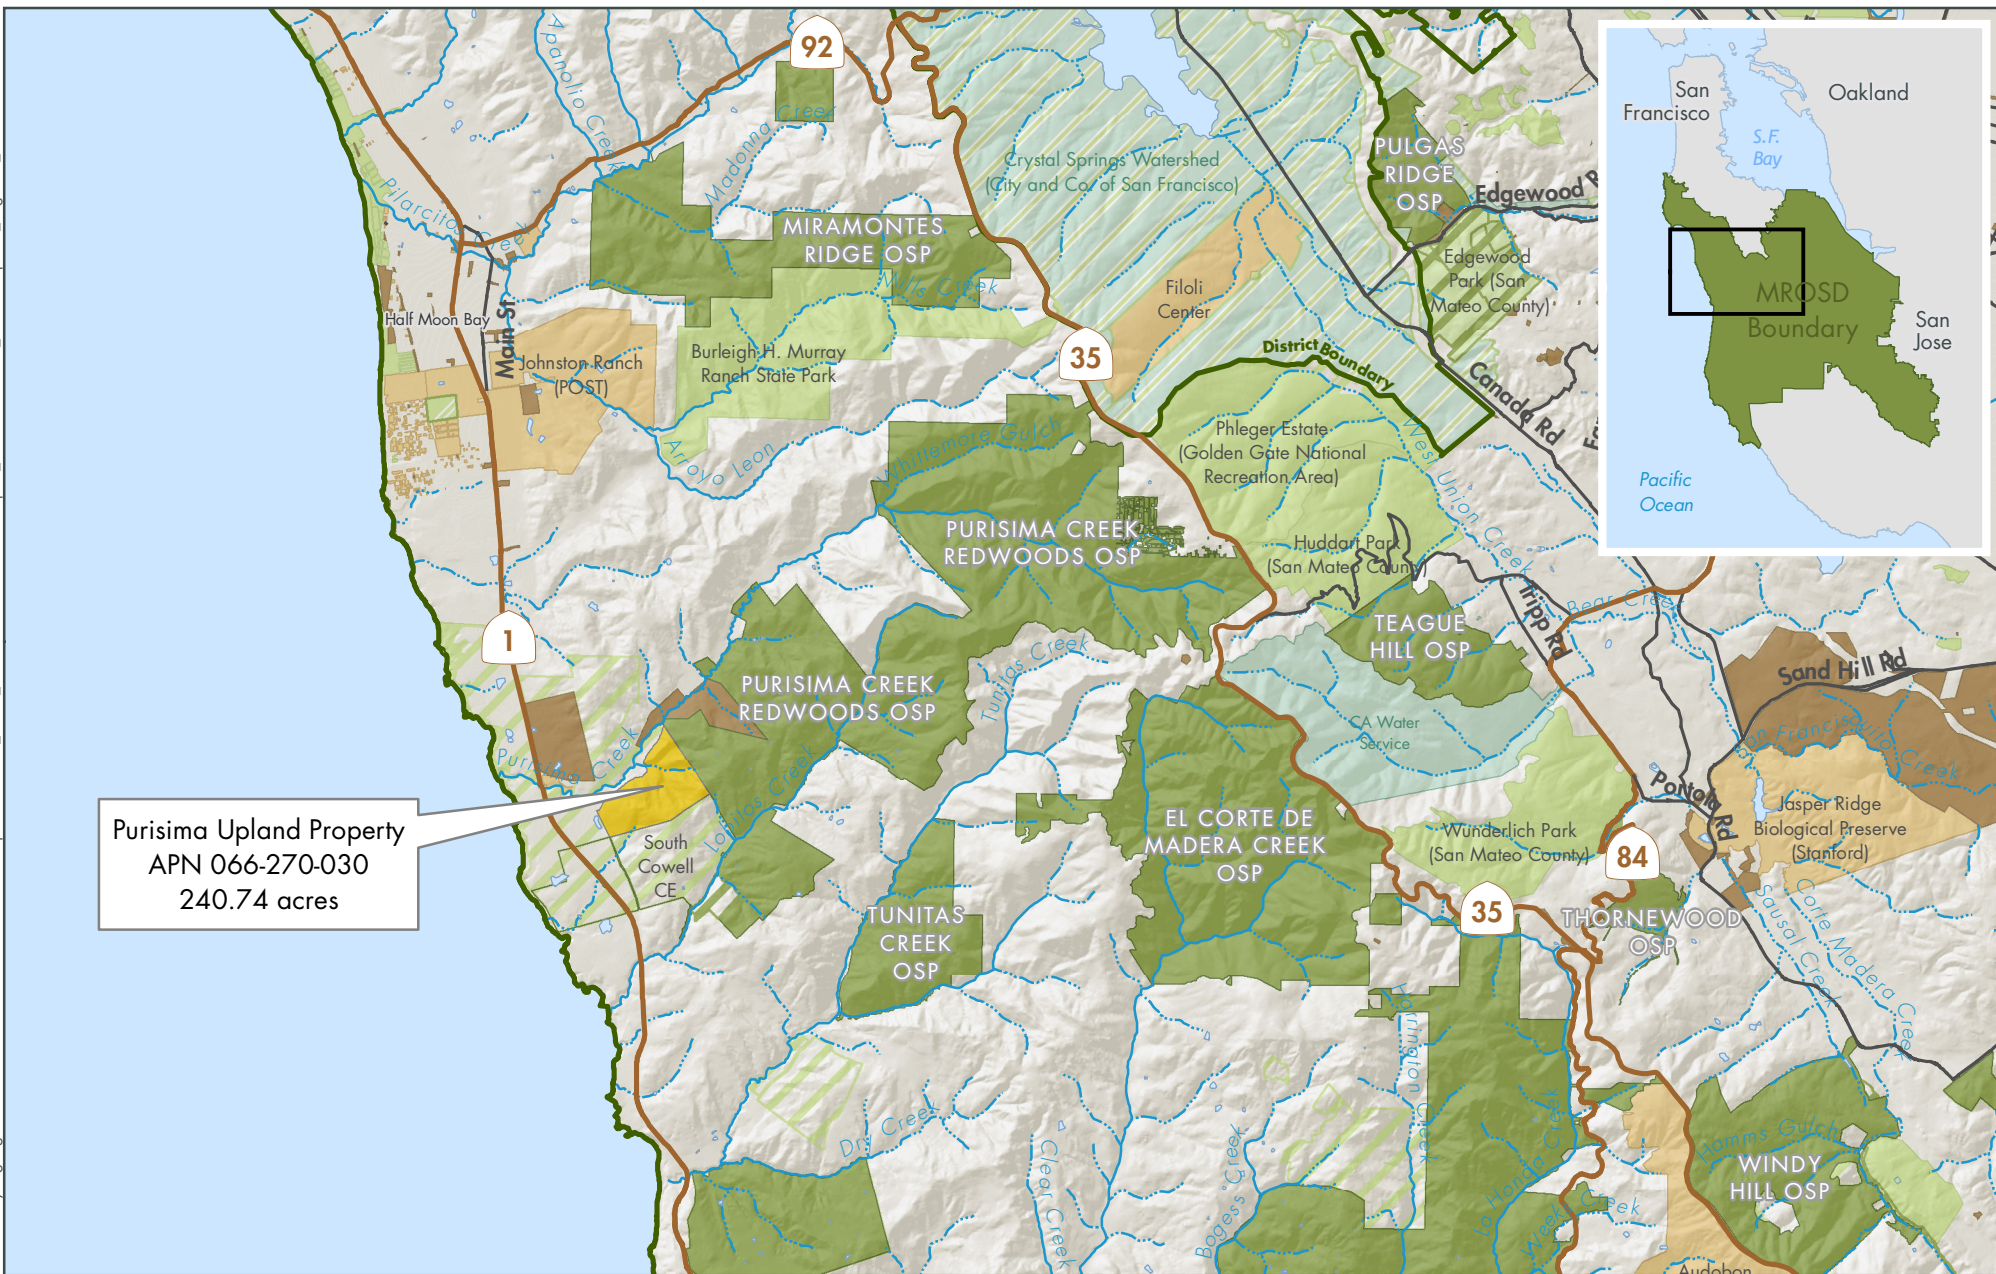 92
Apanolio Creek
Madonna Creek
Pilarcitos Creek
MIRAMONTES
RIDGE OSP
Mills Creek
Crystal Springs Watershed
(City and Co. of San Francisco)
PULGAS
RIDGE
OSP
Edgewood R
Edgewood
Park (San
Mateo County)
Filoli
Center
Half Moon Bay
Main St
Johnston Ranch
(POST)
Burleigh H. Murray
Ranch State Park
35
District Boundary
Canada Rd
Arroyo Leon
Whittemore Gulch
Phleger Estate
(Golden Gate National
Recreation Area)
West Union Creek
PURISIMA CREEK
REDWOODS OSP
Huddart Park
(San Mateo County)
TEAGUE
HILL OSP
Tripp Rd
Bear Creek
1
Sand Hill Rd
PURISIMA CREEK
REDWOODS OSP
Tunitas Creek
CA Water
Service
San Francisquito Creek
Purisima Creek
Lobitos Creek
Purisima Upland Property
APN 066-270-030
240.74 acres
South
Cowell
CE
EL CORTE DE
MADERA CREEK
OSP
Wunderlich Park
(San Mateo County)
84
Portola Rd
Jasper Ridge
Biological Preserve
(Stanford)
TUNITAS
CREEK
OSP
35
THORNEWOOD
OSP
Sausal Creek
Corte Madera Creek
Harrington Creek
Dry Creek
Clear Creek
Bogess Creek
La Honda Creek
Weeks Creek
Hamms Gulch
WINDY
HILL OSP
Audobon
San
Francisco
Oakland
S.F.
Bay
MROSD
Boundary
San
Jose
Pacific
Ocean